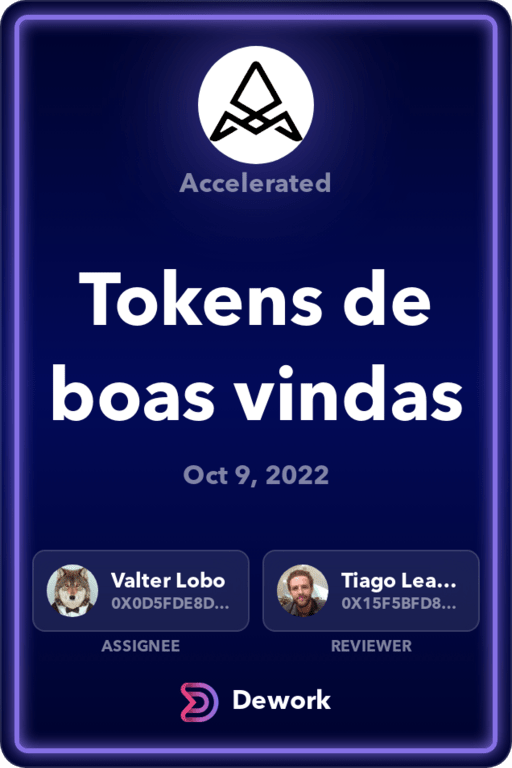 Accelerated
Tokens de
boas vindas
Oct 9, 2022
Valter Lobo
0X0D5FDE8D...
Tiago Lea...
0X15F5BFD8...
ASSIGNEE
REVIEWER
Dework